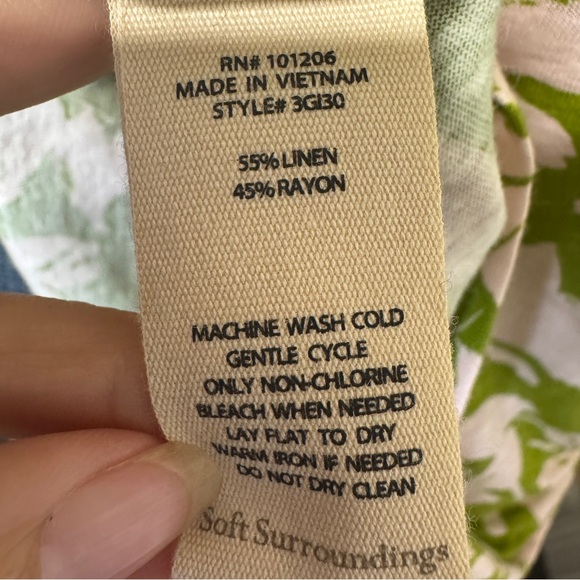 RN# 101206
MADE IN VIETNAM
STYLE# 3GI30
55% LINEN
45% RAYON
MACHINE WASH COLD
GENTLE CYCLE
ONLY NON-CHLORINE
BLEACH WHEN NEEDED
LAY FLAT TO DRY
WARM IRON IF NEEDED
DO NOT DRY CLEAN
Soft Surroundings